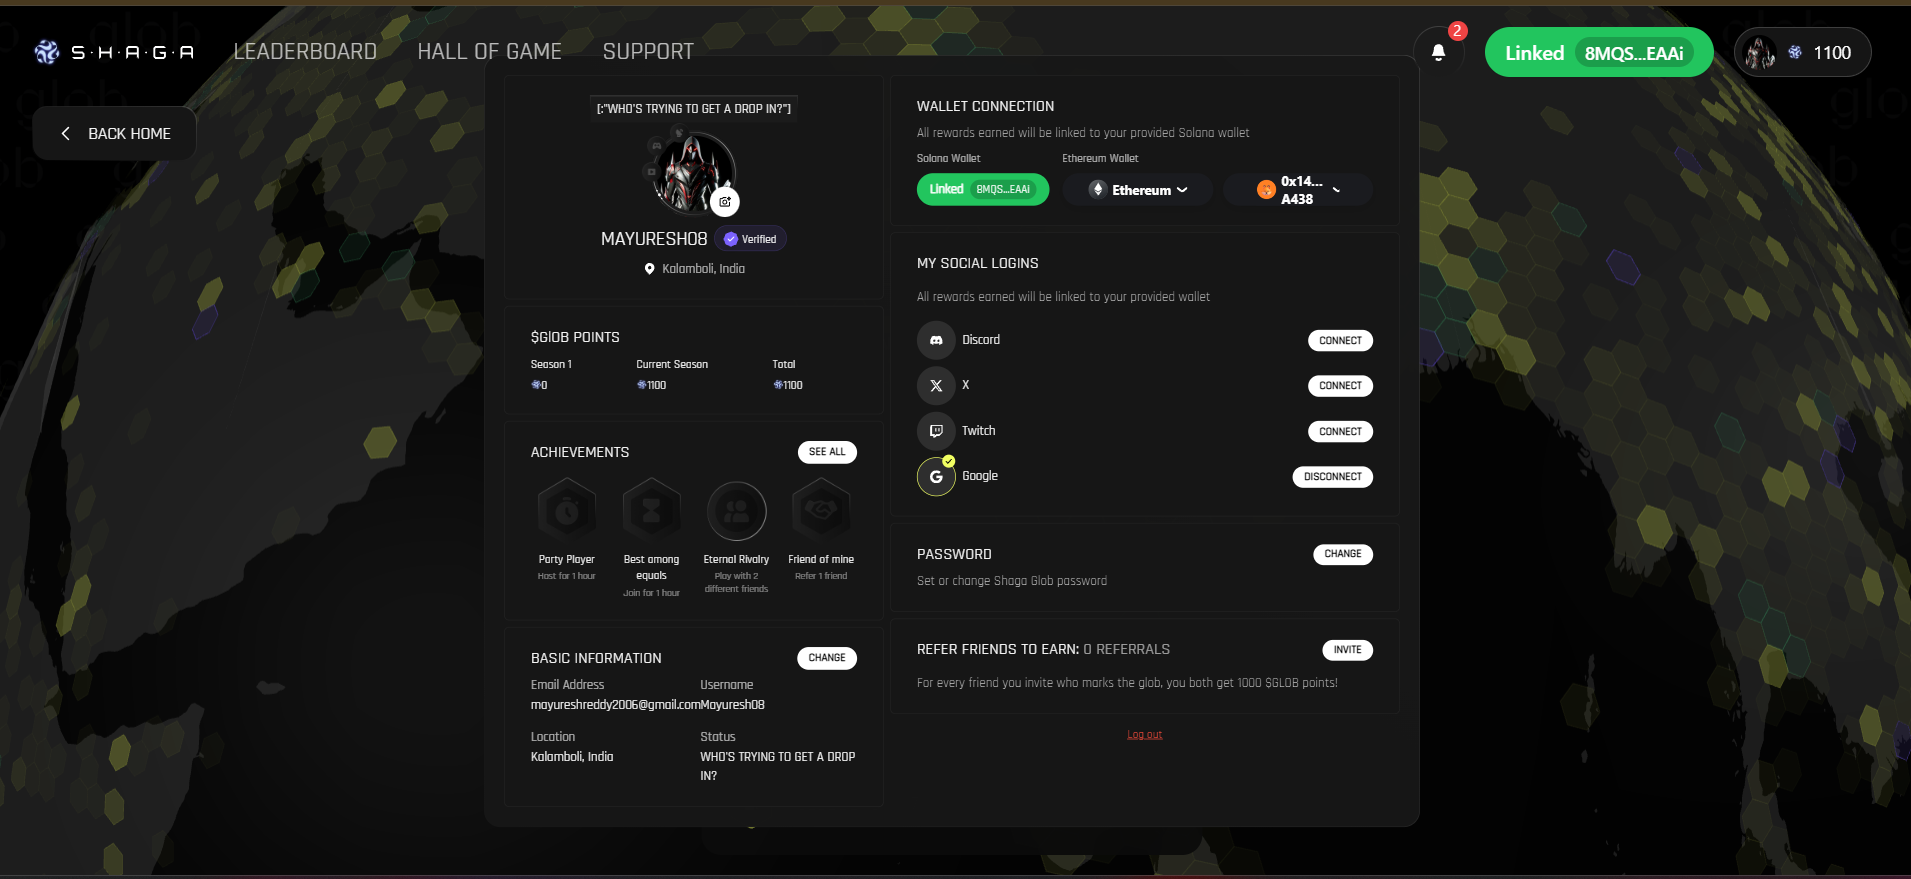 S·H·A·G·A
LEADERBOARD
HALL OF GAME
SUPPORT
2
Linked 8MQS...EAAi
1100
BACK HOME
[:"WHO'S TRYING TO GET A DROP IN?"]
MAYURESH08
Verified
Kalamboli, India
$GlOB POINTS
Season 1
Current Season
Total
0
1100
1100
ACHIEVEMENTS
SEE ALL
Party Player
Host for 1 hour
Best among
equals
Join for 1 hour
Eternal Rivalry
Play with 2
different friends
Friend of mine
Refer 1 friend
BASIC INFORMATION
CHANGE
Email Address
mayureshreddy2006@gmail.com
Username
Mayuresh08
Location
Kalamboli, India
Status
WHO'S TRYING TO GET A DROP
IN?
WALLET CONNECTION
All rewards earned will be linked to your provided Solana wallet
Solana Wallet
Ethereum Wallet
Linked 8MQS...EAAi
Ethereum
0x14...
A438
MY SOCIAL LOGINS
All rewards earned will be linked to your provided wallet
Discord
CONNECT
X
CONNECT
Twitch
CONNECT
Google
DISCONNECT
PASSWORD
CHANGE
Set or change Shaga Glob password
REFER FRIENDS TO EARN: 0 REFERRALS
INVITE
For every friend you invite who marks the glob, you both get 1000 $GLOB points!
Log out